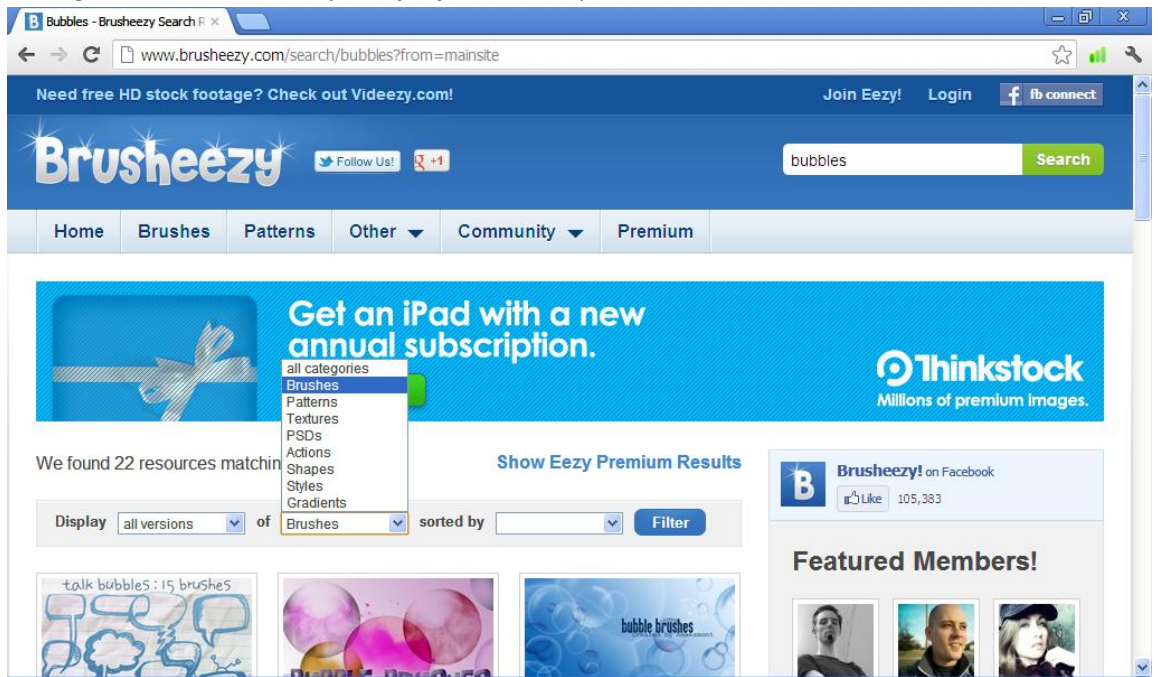 Bubbles - Brusheezy Search R
www.brusheezy.com/search/bubbles?from=mainsite
Need free HD stock footage? Check out Videezy.com!
Join Eezy! Login f fb connect
Brusheezy Follow Us! g +1
bubbles Search
Home Brushes Patterns Other Community Premium
Get an iPad with a new
annual subscription.
Thinkstock
Millions of premium images.
all categories
Brushes
Patterns
Textures
PSDs
Actions
Shapes
Styles
Gradients
We found 22 resources matchin
Show Eezy Premium Results
Display all versions of Brushes sorted by Filter
B Brusheezy! on Facebook
Like 105,383
Featured Members!
talk bubbles : 15 brushes
bubble brushes
BUBBLE BRUSHES